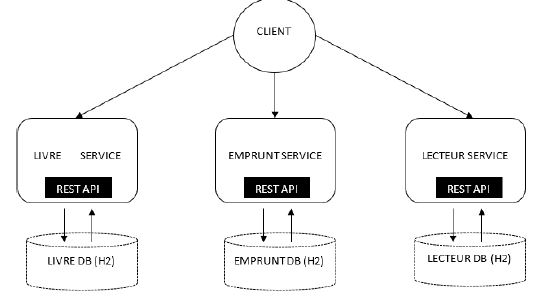 CLIENT
LIVRE SERVICE
EMPRUNT SERVICE
LECTEUR SERVICE
REST API
REST API
REST API
LIVRE DB (H2)
EMPRUNT DB (H2)
LECTEUR DB (H2)